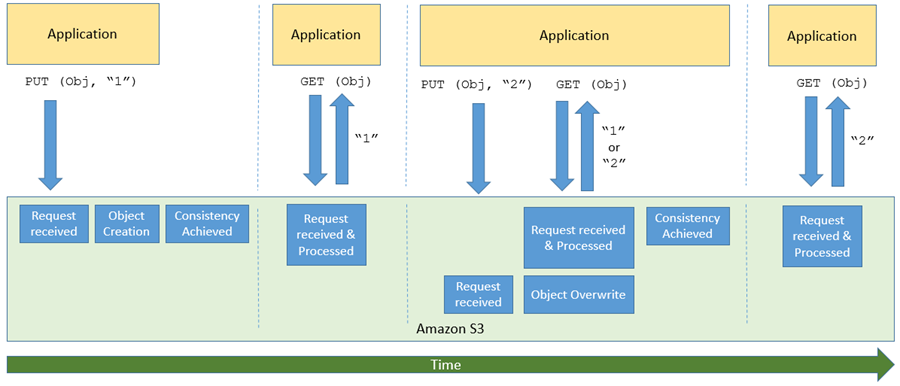 Application
Application
Application
Application
PUT (Obj, “1”)
GET (Obj)
PUT (Obj, “2”)
GET (Obj)
GET (Obj)
“1”
“1”
or
“2”
“2”
Request
received
Object
Creation
Consistency
Achieved
Request
received &
Processed
Request received
& Processed
Consistency
Achieved
Request
received &
Processed
Request
received
Object Overwrite
Amazon S3
Time